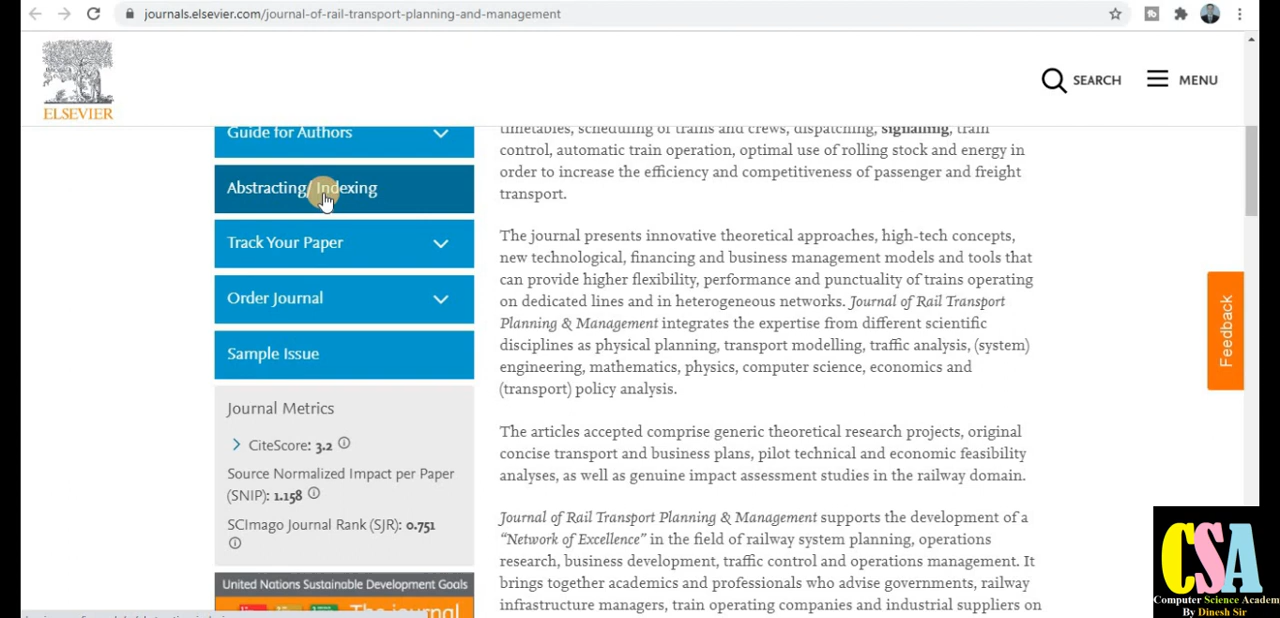 journals.elsevier.com/journal-of-rail-transport-planning-and-management
ELSEVIER
SEARCH
MENU
Guide for Authors
Abstracting/ Indexing
Track Your Paper
Order Journal
Sample Issue
Journal Metrics
CiteScore: 3.2
Source Normalized Impact per Paper
(SNIP): 1.158
SCImago Journal Rank (SJR): 0.751
United Nations Sustainable Development Goals
The journal
timetables, scheduling of trains and crews, dispatching, signalling, train
control, automatic train operation, optimal use of rolling stock and energy in
order to increase the efficiency and competitiveness of passenger and freight
transport.
The journal presents innovative theoretical approaches, high-tech concepts,
new technological, financing and business management models and tools that
can provide higher flexibility, performance and punctuality of trains operating
on dedicated lines and in heterogeneous networks. Journal of Rail Transport
Planning & Management integrates the expertise from different scientific
disciplines as physical planning, transport modelling, traffic analysis, (system)
engineering, mathematics, physics, computer science, economics and
(transport) policy analysis.
The articles accepted comprise generic theoretical research projects, original
concise transport and business plans, pilot technical and economic feasibility
analyses, as well as genuine impact assessment studies in the railway domain.
Journal of Rail Transport Planning & Management supports the development of a
“Network of Excellence” in the field of railway system planning, operations
research, business development, traffic control and operations management. It
brings together academics and professionals who advise governments, railway
infrastructure managers, train operating companies and industrial suppliers on
Feedback
CSA
Computer Science Academ
By Dinesh Sir